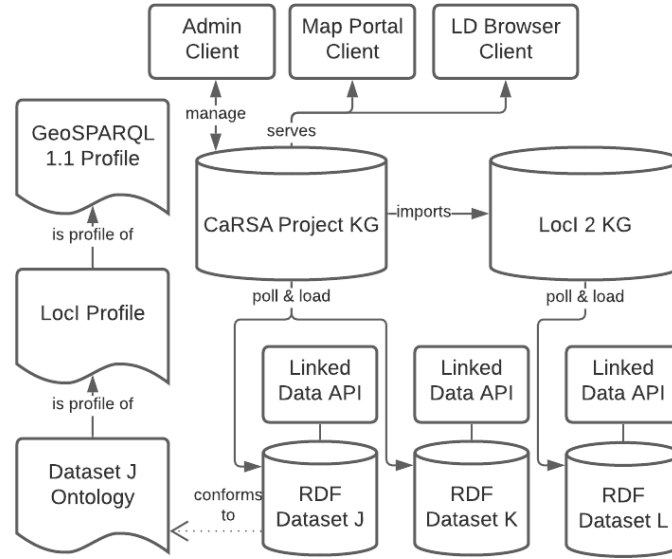 Admin
Client
Map Portal
Client
LD Browser
Client
manage
serves
GeoSPARQL
1.1 Profile
is profile of
CaRSA Project KG
imports
LocI 2 KG
LocI Profile
poll & load
poll & load
is profile of
Linked
Data API
Linked
Data API
Linked
Data API
Dataset J
Ontology
conforms
to
RDF
Dataset J
RDF
Dataset K
RDF
Dataset L